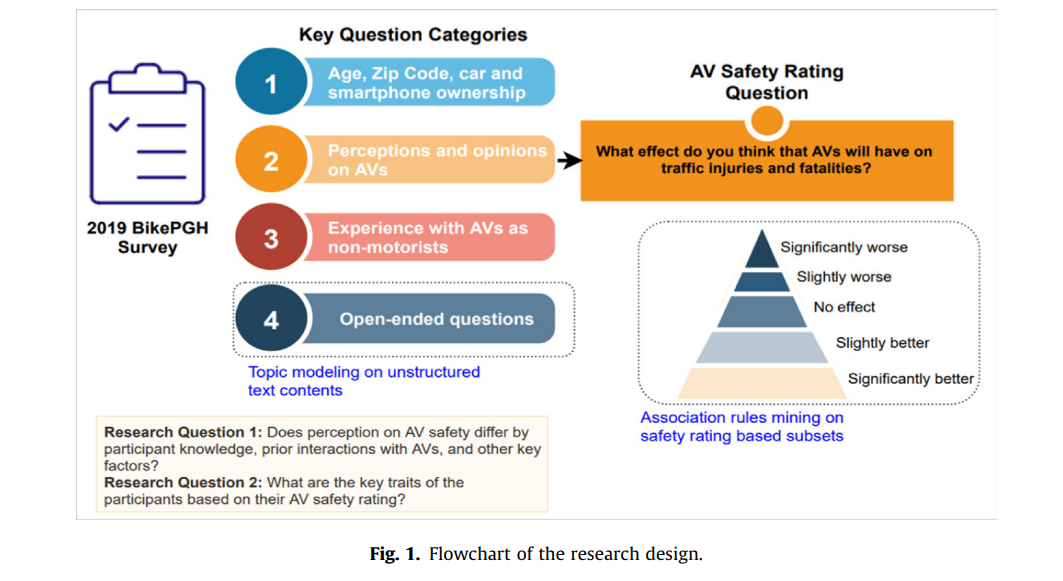 Key Question Categories
1
Age, Zip Code, car and
smartphone ownership
2
Perceptions and opinions
on AVs
3
Experience with AVs as
non-motorists
4
Open-ended questions
2019 BikePGH
Survey
Topic modeling on unstructured
text contents
AV Safety Rating
Question
What effect do you think that AVs will have on
traffic injuries and fatalities?
Significantly worse
Slightly worse
No effect
Slightly better
Significantly better
Association rules mining on
safety rating based subsets
Research Question 1: Does perception on AV safety differ by
participant knowledge, prior interactions with AVs, and other key
factors?
Research Question 2: What are the key traits of the
participants based on their AV safety rating?
Fig. 1. Flowchart of the research design.